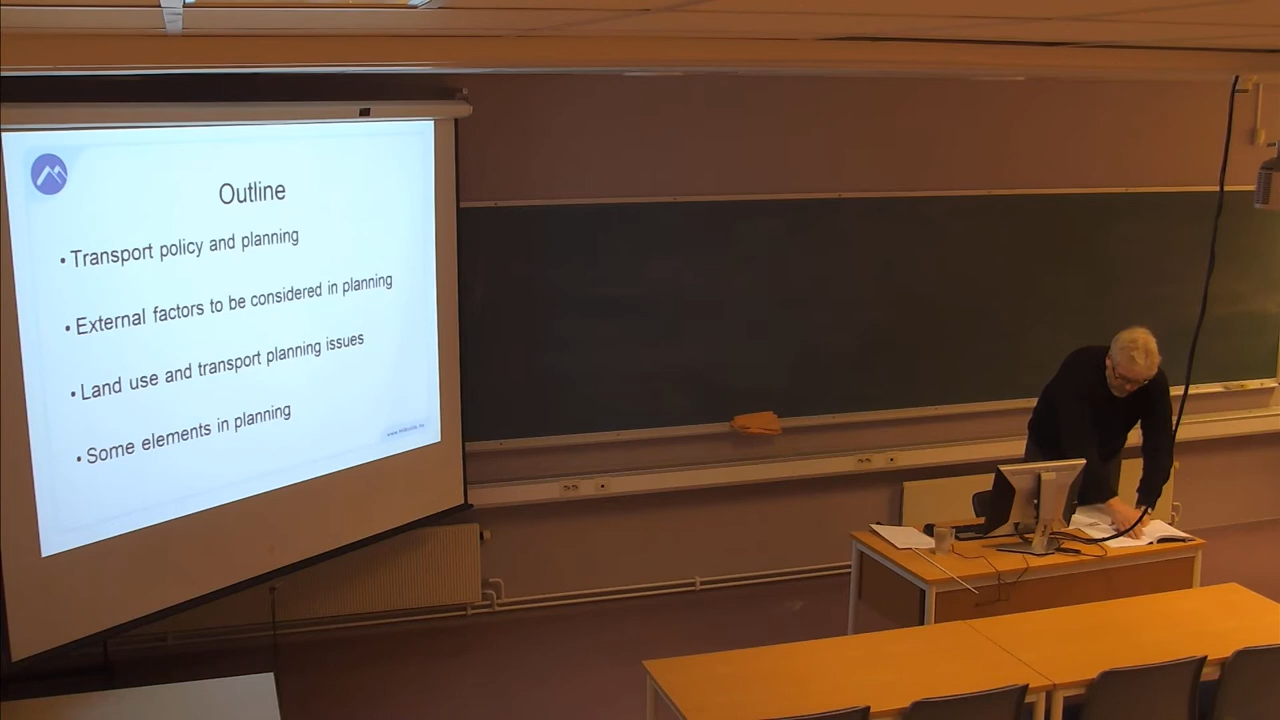 Outline
• Transport policy and planning
• External factors to be considered in planning
• Land use and transport planning issues
• Some elements in planning